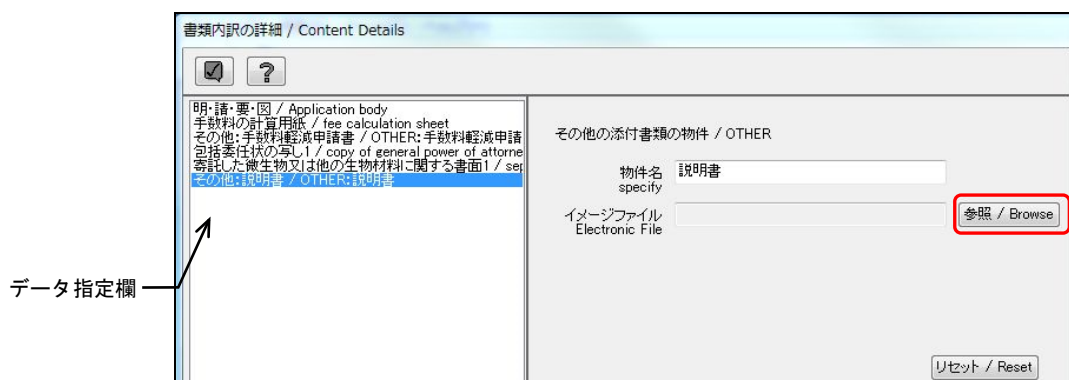 書類内訳の詳細 / Content Details
明・請・要・図 / Application body
手数料の計算用紙 / fee calculation sheet
その他:手数料軽減申請書 / OTHER:手数料軽減申請
包括委任状の写し1 / copy of general power of attorne
寄託した微生物又は他の生物材料に関する書面1 / sep
その他:説明書 / OTHER:説明書
データ指定欄
その他の添付書類の物件 / OTHER
物件名 説明書
specify
イメージファイル 参照 / Browse
Electronic File
リセット / Reset